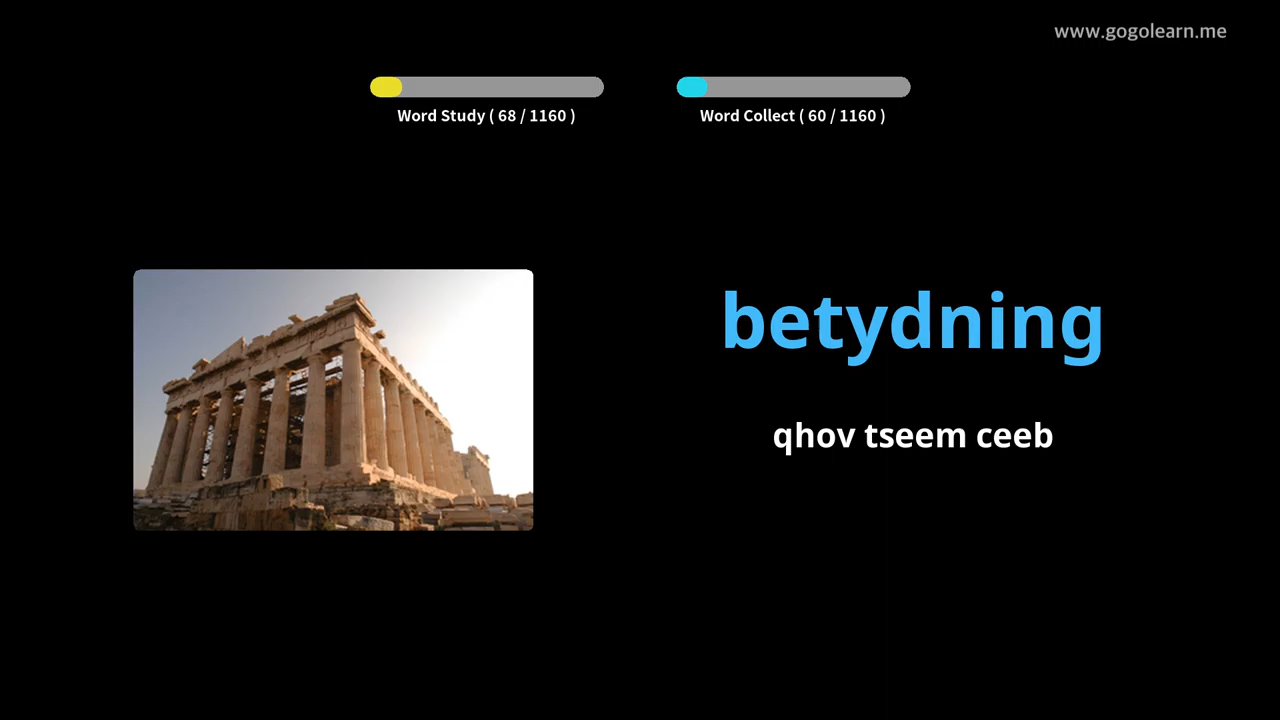 www.gogolearn.me
Word Study ( 68 / 1160 )
Word Collect ( 60 / 1160 )
betydning
qhov tseem ceeb